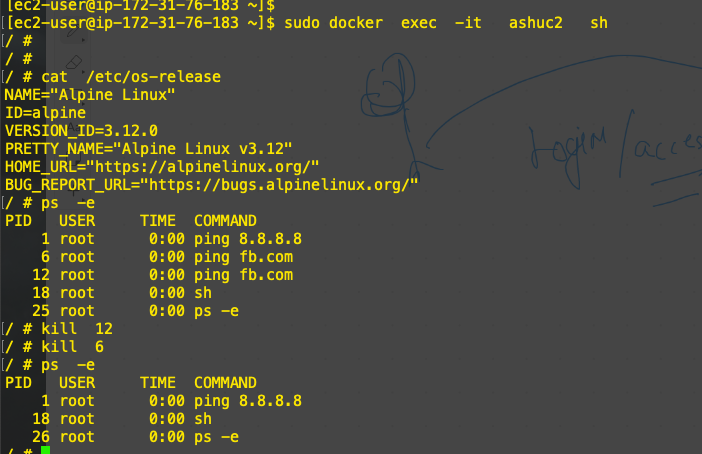 [ec2-user@ip-172-31-76-183 ~]$
[ec2-user@ip-172-31-76-183 ~]$ sudo docker  exec  -it   ashuc2   sh
/ #
/ #
/ # cat  /etc/os-release
NAME="Alpine Linux"
ID=alpine
VERSION_ID=3.12.0
PRETTY_NAME="Alpine Linux v3.12"
HOME_URL="https://alpinelinux.org/"
BUG_REPORT_URL="https://bugs.alpinelinux.org/"
/ # ps  -e
PID   USER     TIME  COMMAND
    1 root      0:00 ping 8.8.8.8
    6 root      0:00 ping fb.com
   12 root      0:00 ping fb.com
   18 root      0:00 sh
   25 root      0:00 ps -e
/ # kill  12
/ # kill  6
/ # ps  -e
PID   USER     TIME  COMMAND
    1 root      0:00 ping 8.8.8.8
   18 root      0:00 sh
   26 root      0:00 ps -e
/ #
Login / acces